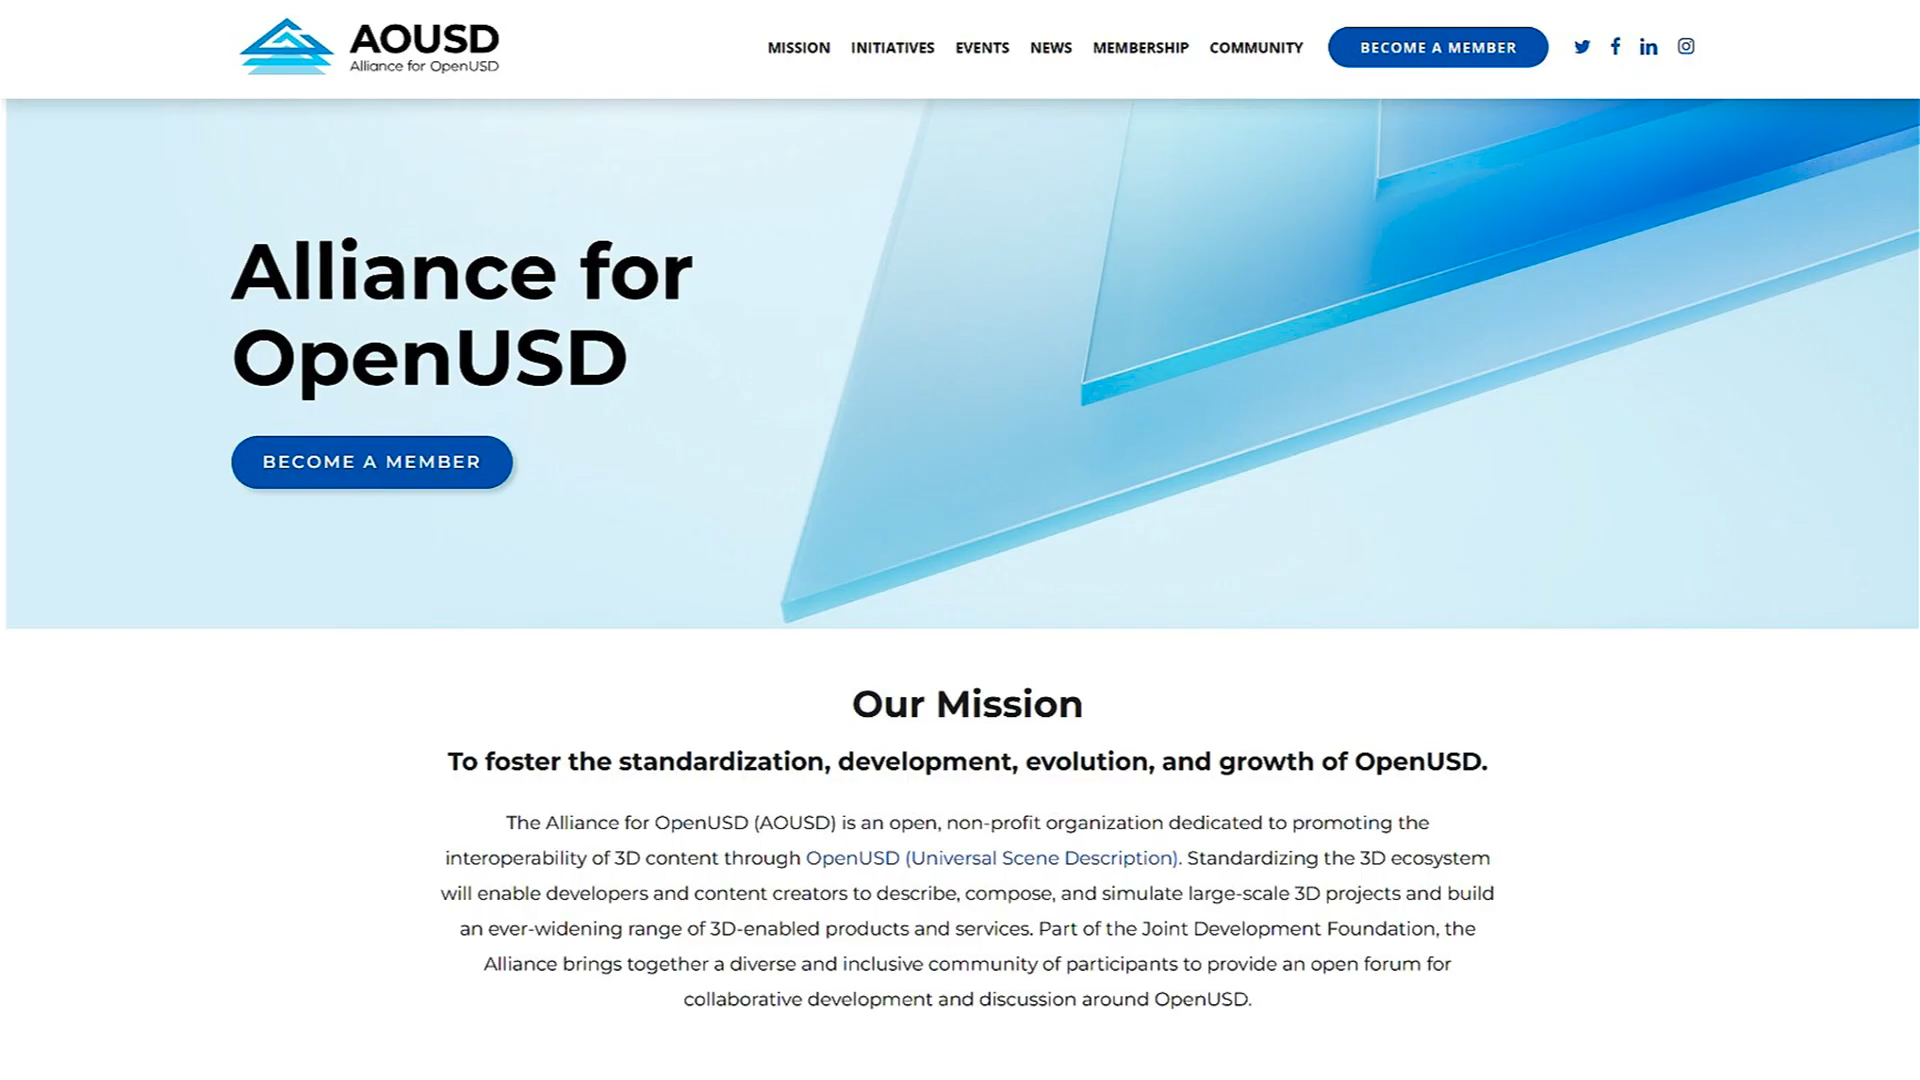 AOUSD
Alliance for OpenUSD
MISSION INITIATIVES EVENTS NEWS MEMBERSHIP COMMUNITY BECOME A MEMBER
Alliance for
OpenUSD
BECOME A MEMBER
Our Mission
To foster the standardization, development, evolution, and growth of OpenUSD.
The Alliance for OpenUSD (AOUSD) is an open, non-profit organization dedicated to promoting the
interoperability of 3D content through OpenUSD (Universal Scene Description). Standardizing the 3D ecosystem
will enable developers and content creators to describe, compose, and simulate large-scale 3D projects and build
an ever-widening range of 3D-enabled products and services. Part of the Joint Development Foundation, the
Alliance brings together a diverse and inclusive community of participants to provide an open forum for
collaborative development and discussion around OpenUSD.